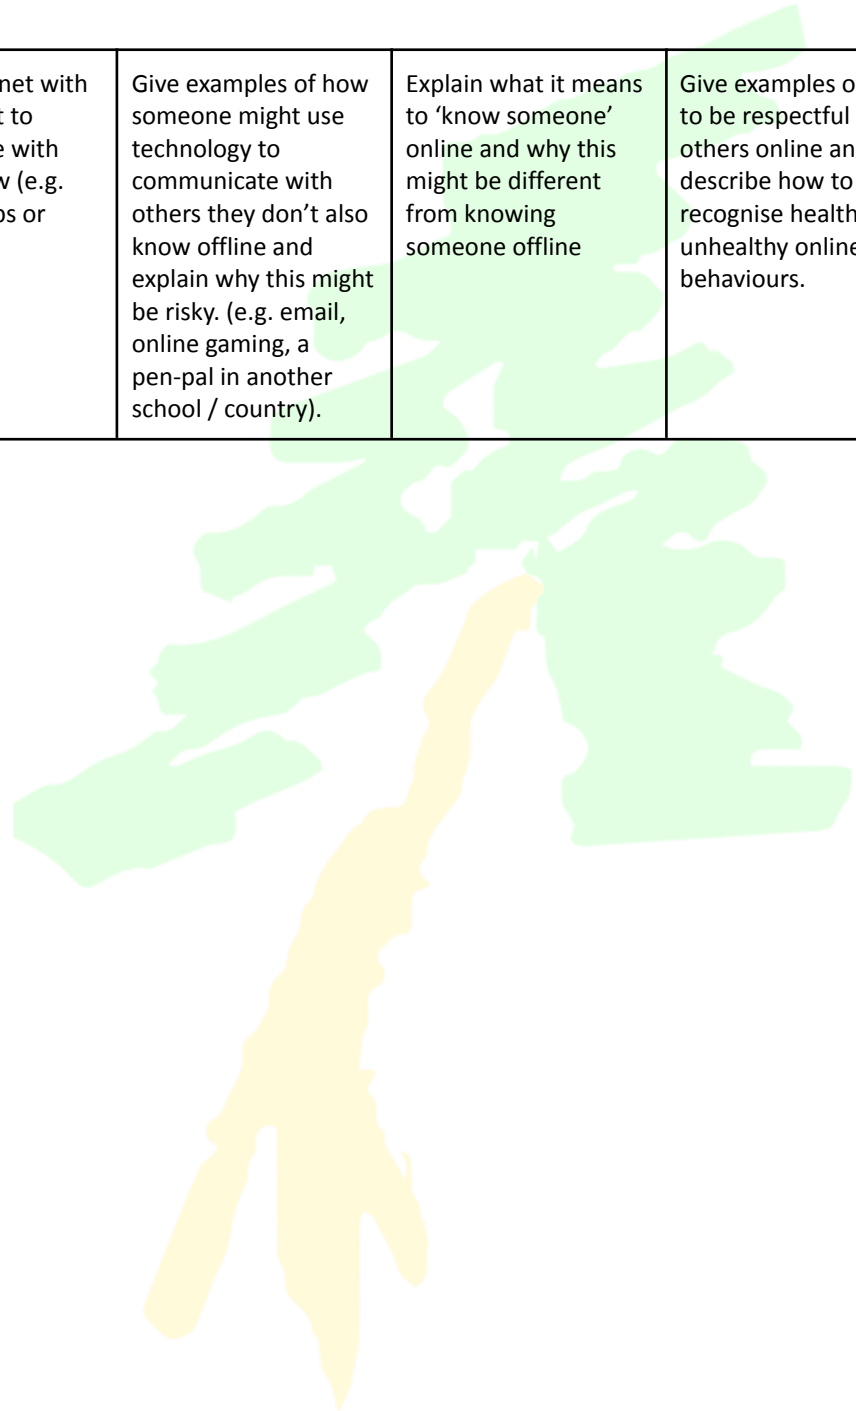 net with
t to
e with
w (e.g.
os or
Give examples of how
someone might use
technology to
communicate with
others they don’t also
know offline and
explain why this might
be risky. (e.g. email,
online gaming, a
pen-pal in another
school / country).
Explain what it means
to ‘know someone’
online and why this
might be different
from knowing
someone offline
Give examples o
to be respectful
others online an
describe how to
recognise health
unhealthy online
behaviours.